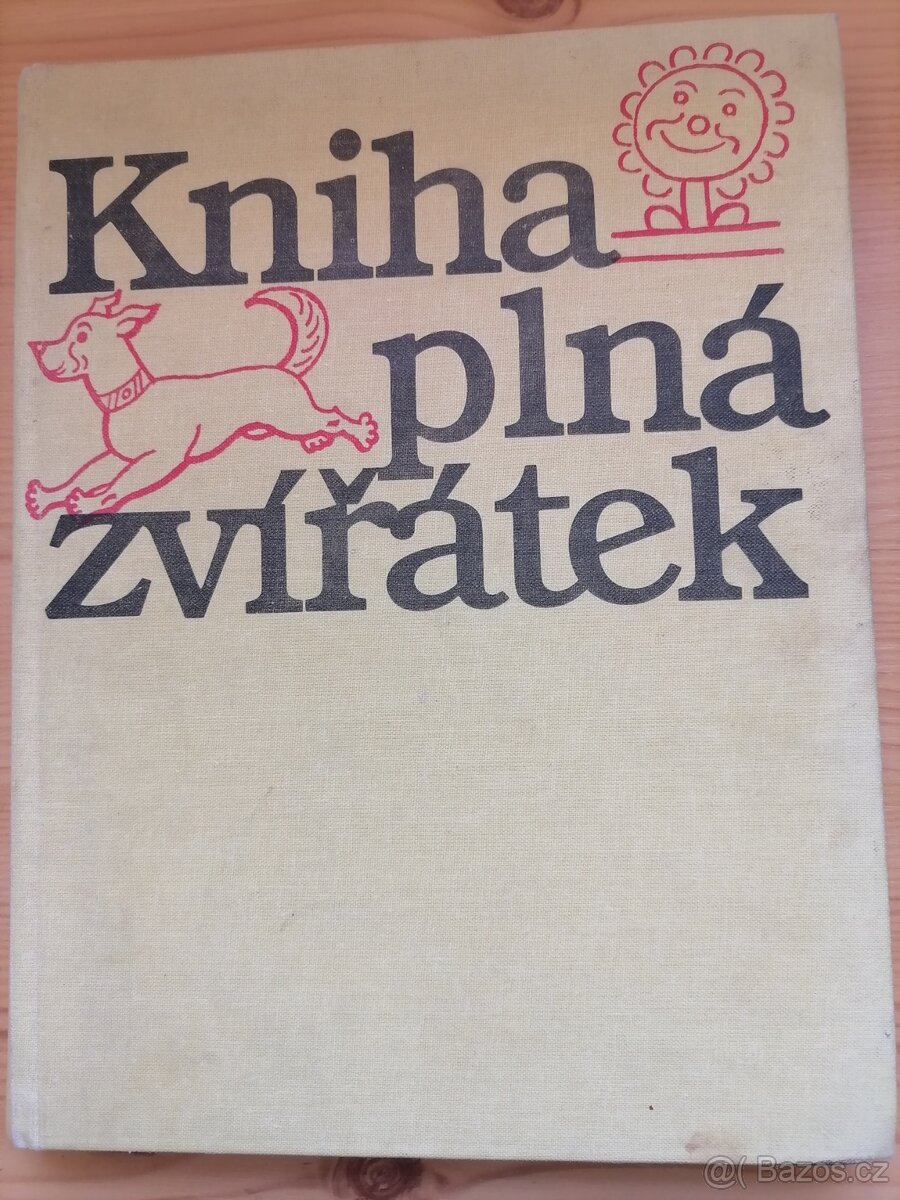 Kniha
plná
zvířátek
@( Bazos.cz